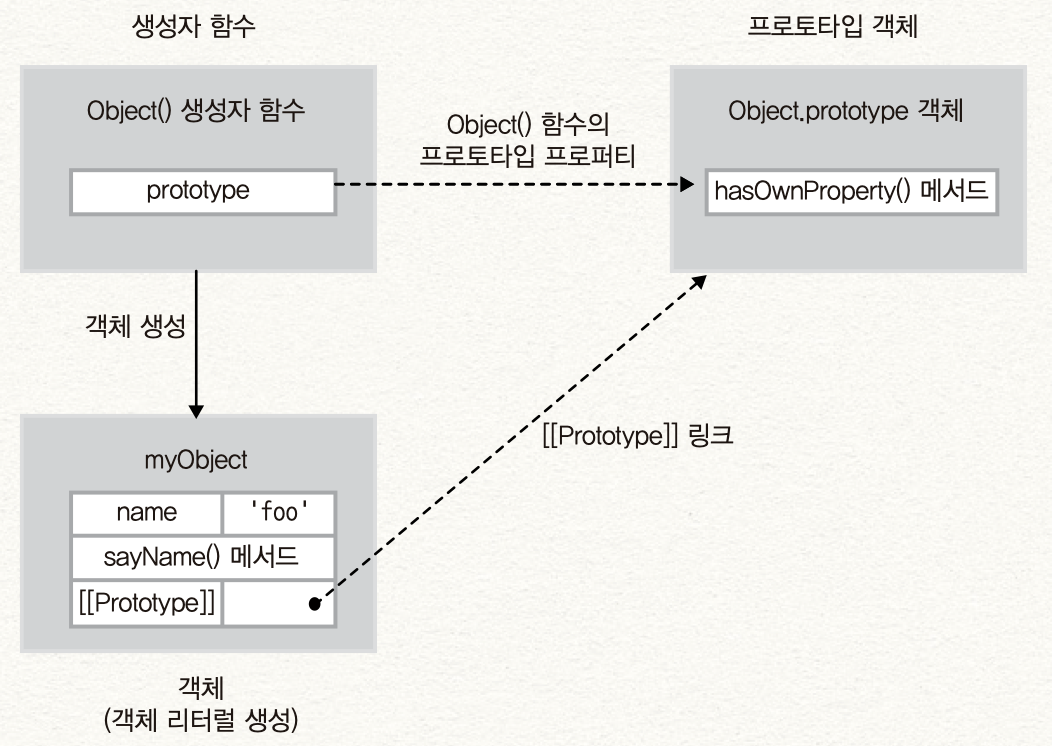 생성자 함수
프로토타입 객체
Object() 생성자 함수
prototype
Object() 함수의
프로토타입 프로퍼티
Object.prototype 객체
hasOwnProperty() 메서드
객체 생성
[[Prototype]] 링크
myObject
name 'foo'
sayName() 메서드
[[Prototype]]
객체
(객체 리터럴 생성)